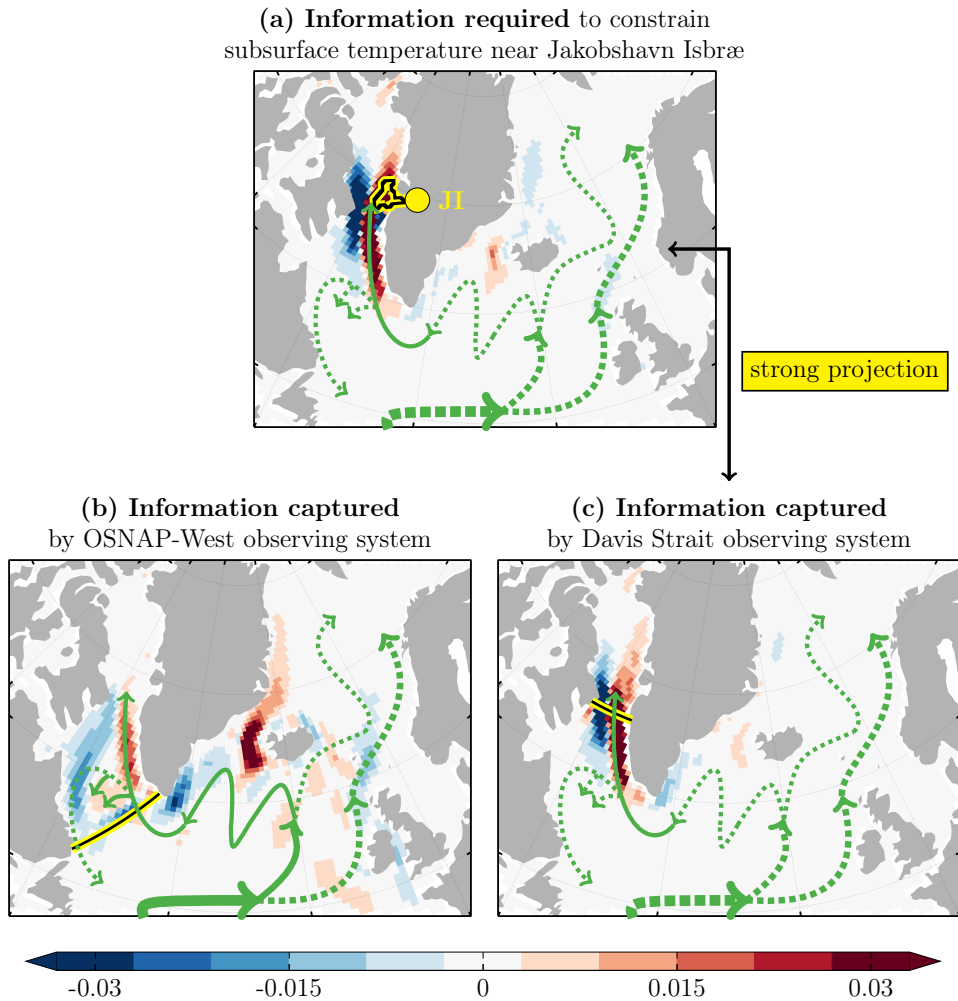 (a) Information required to constrain
subsurface temperature near Jakobshavn Isbræ
JI
strong projection
(b) Information captured
by OSNAP-West observing system
(c) Information captured
by Davis Strait observing system
-0.03 -0.015 0 0.015 0.03